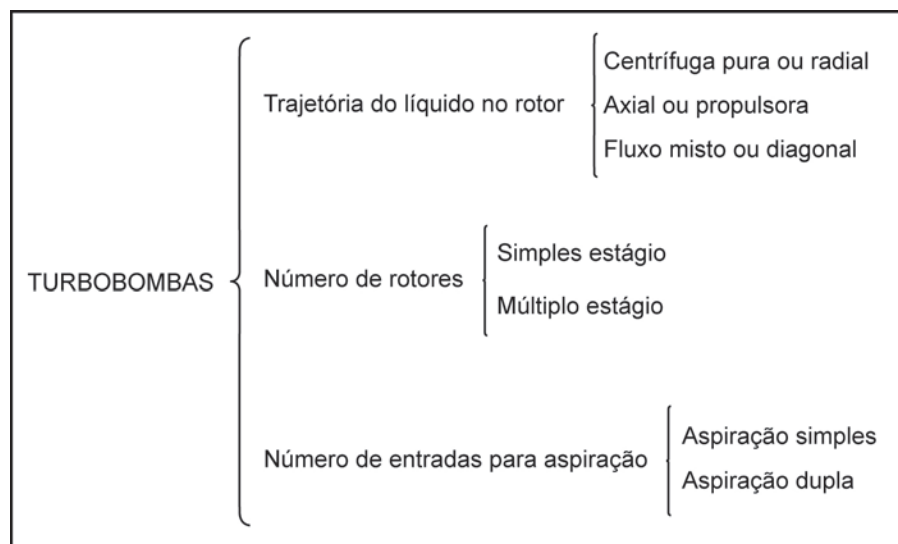 TURBOBOMBAS
Trajetória do líquido no rotor
Centrífuga pura ou radial
Axial ou propulsora
Fluxo misto ou diagonal
Número de rotores
Simples estágio
Múltiplo estágio
Número de entradas para aspiração
Aspiração simples
Aspiração dupla